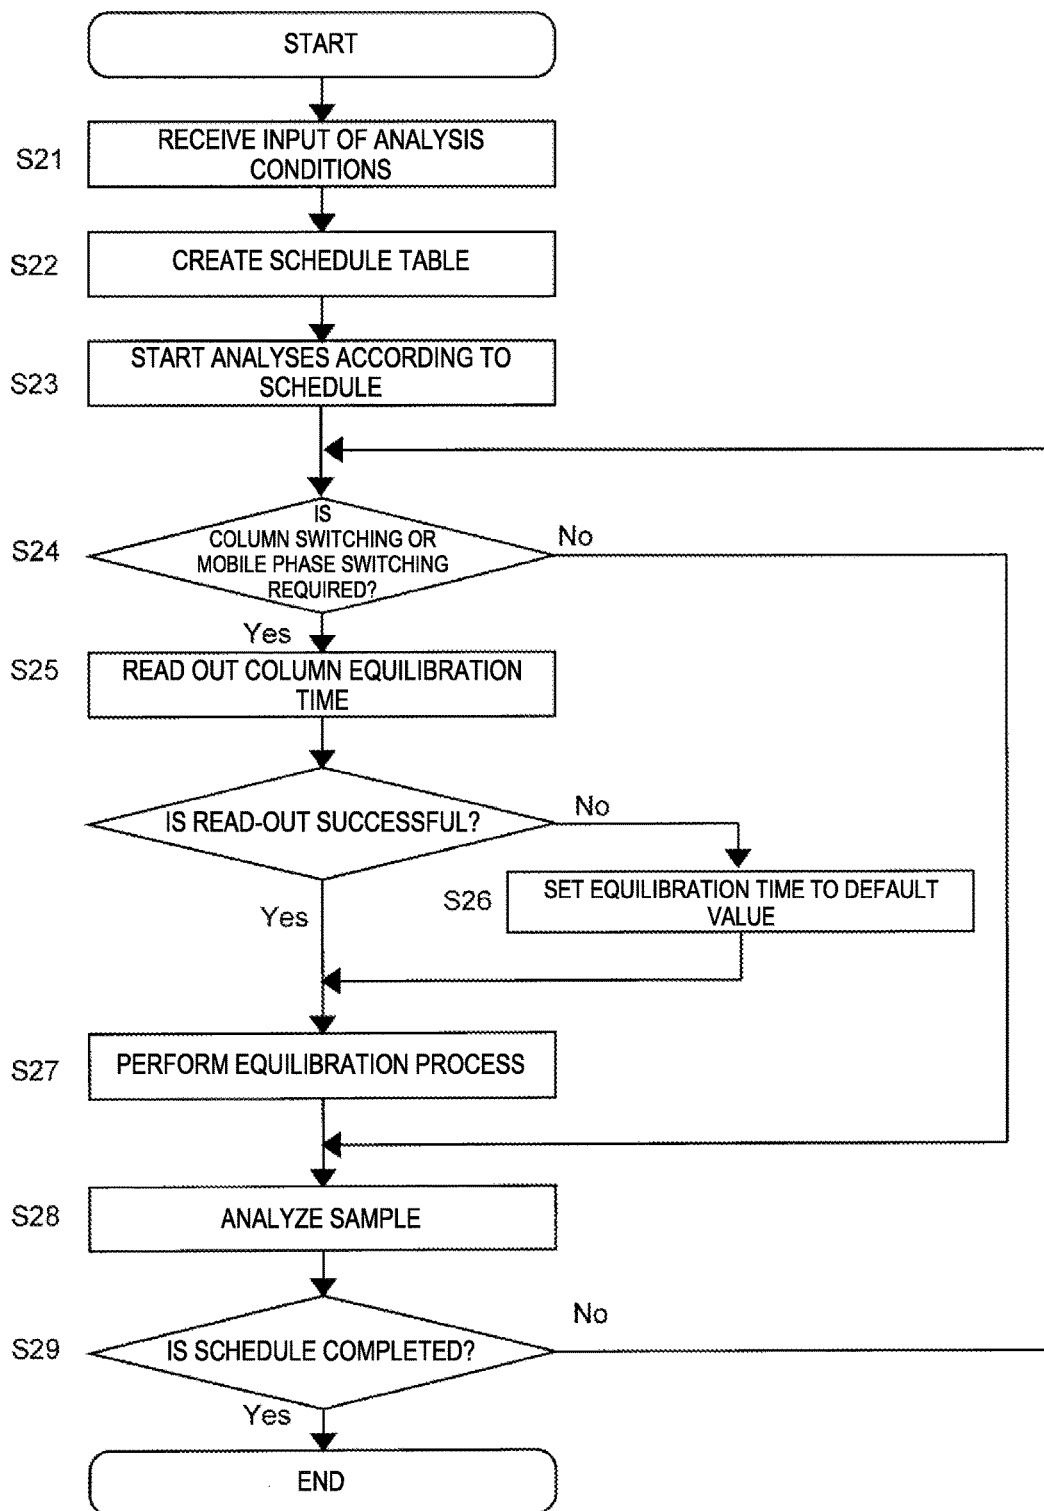 START
S21
RECEIVE INPUT OF ANALYSIS
CONDITIONS
S22
CREATE SCHEDULE TABLE
S23
START ANALYSES ACCORDING TO
SCHEDULE
S24
IS
COLUMN SWITCHING OR
MOBILE PHASE SWITCHING
REQUIRED?
No
Yes
S25
READ OUT COLUMN EQUILIBRATION
TIME
IS READ-OUT SUCCESSFUL?
No
Yes
S26
SET EQUILIBRATION TIME TO DEFAULT
VALUE
S27
PERFORM EQUILIBRATION PROCESS
S28
ANALYZE SAMPLE
S29
IS SCHEDULE COMPLETED?
No
Yes
END